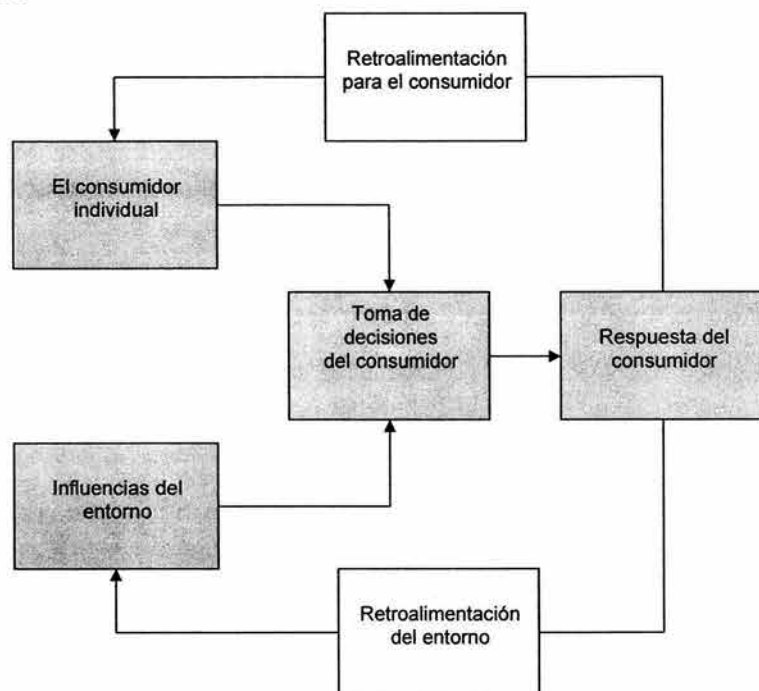 Retroalimentación
para el consumidor
El consumidor
individual
Toma de
decisiones
del consumidor
Respuesta del
consumidor
Influencias del
entorno
Retroalimentación
del entorno